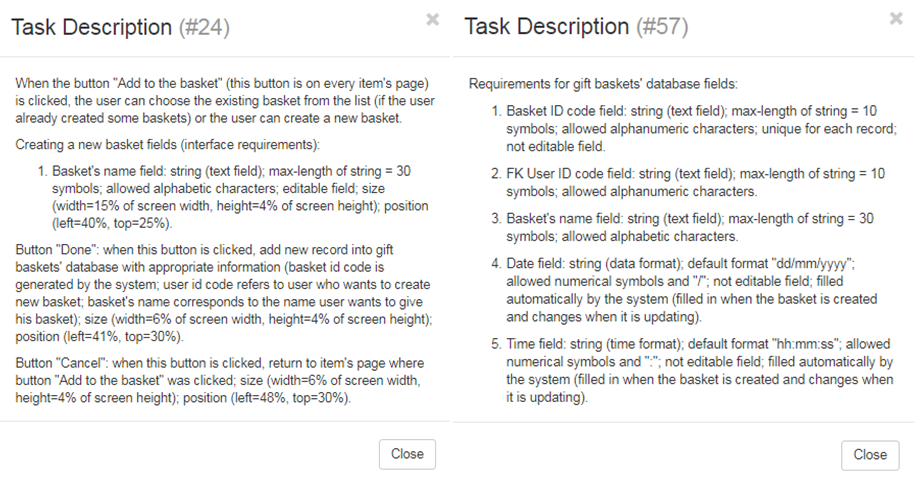 Task Description (#24)
×
When the button "Add to the basket" (this button is on every item's page)
is clicked, the user can choose the existing basket from the list (if the user
already created some baskets) or the user can create a new basket.
Creating a new basket fields (interface requirements):
1. Basket's name field: string (text field); max-length of string = 30
symbols; allowed alphabetic characters; editable field; size
(width=15% of screen width, height=4% of screen height); position
(left=40%, top=25%).
Button "Done": when this button is clicked, add new record into gift
baskets' database with appropriate information (basket id code is
generated by the system; user id code refers to user who wants to create
new basket; basket's name corresponds to the name user wants to give
his basket); size (width=6% of screen width, height=4% of screen height);
position (left=41%, top=30%).
Button "Cancel": when this button is clicked, return to item's page where
button "Add to the basket" was clicked; size (width=6% of screen width,
height=4% of screen height); position (left=48%, top=30%).
Close
Task Description (#57)
×
Requirements for gift baskets' database fields:
1. Basket ID code field: string (text field); max-length of string = 10
symbols; allowed alphanumeric characters; unique for each record;
not editable field.
2. FK User ID code field: string (text field); max-length of string = 10
symbols; allowed alphanumeric characters.
3. Basket's name field: string (text field); max-length of string = 30
symbols; allowed alphabetic characters.
4. Date field: string (data format); default format "dd/mm/yyyy";
allowed numerical symbols and "/"; not editable field; filled
automatically by the system (filled in when the basket is created
and changes when it is updating).
5. Time field: string (time format); default format "hh:mm:ss"; allowed
numerical symbols and ":"; not editable field; filled automatically by
the system (filled in when the basket is created and changes when
it is updating).
Close